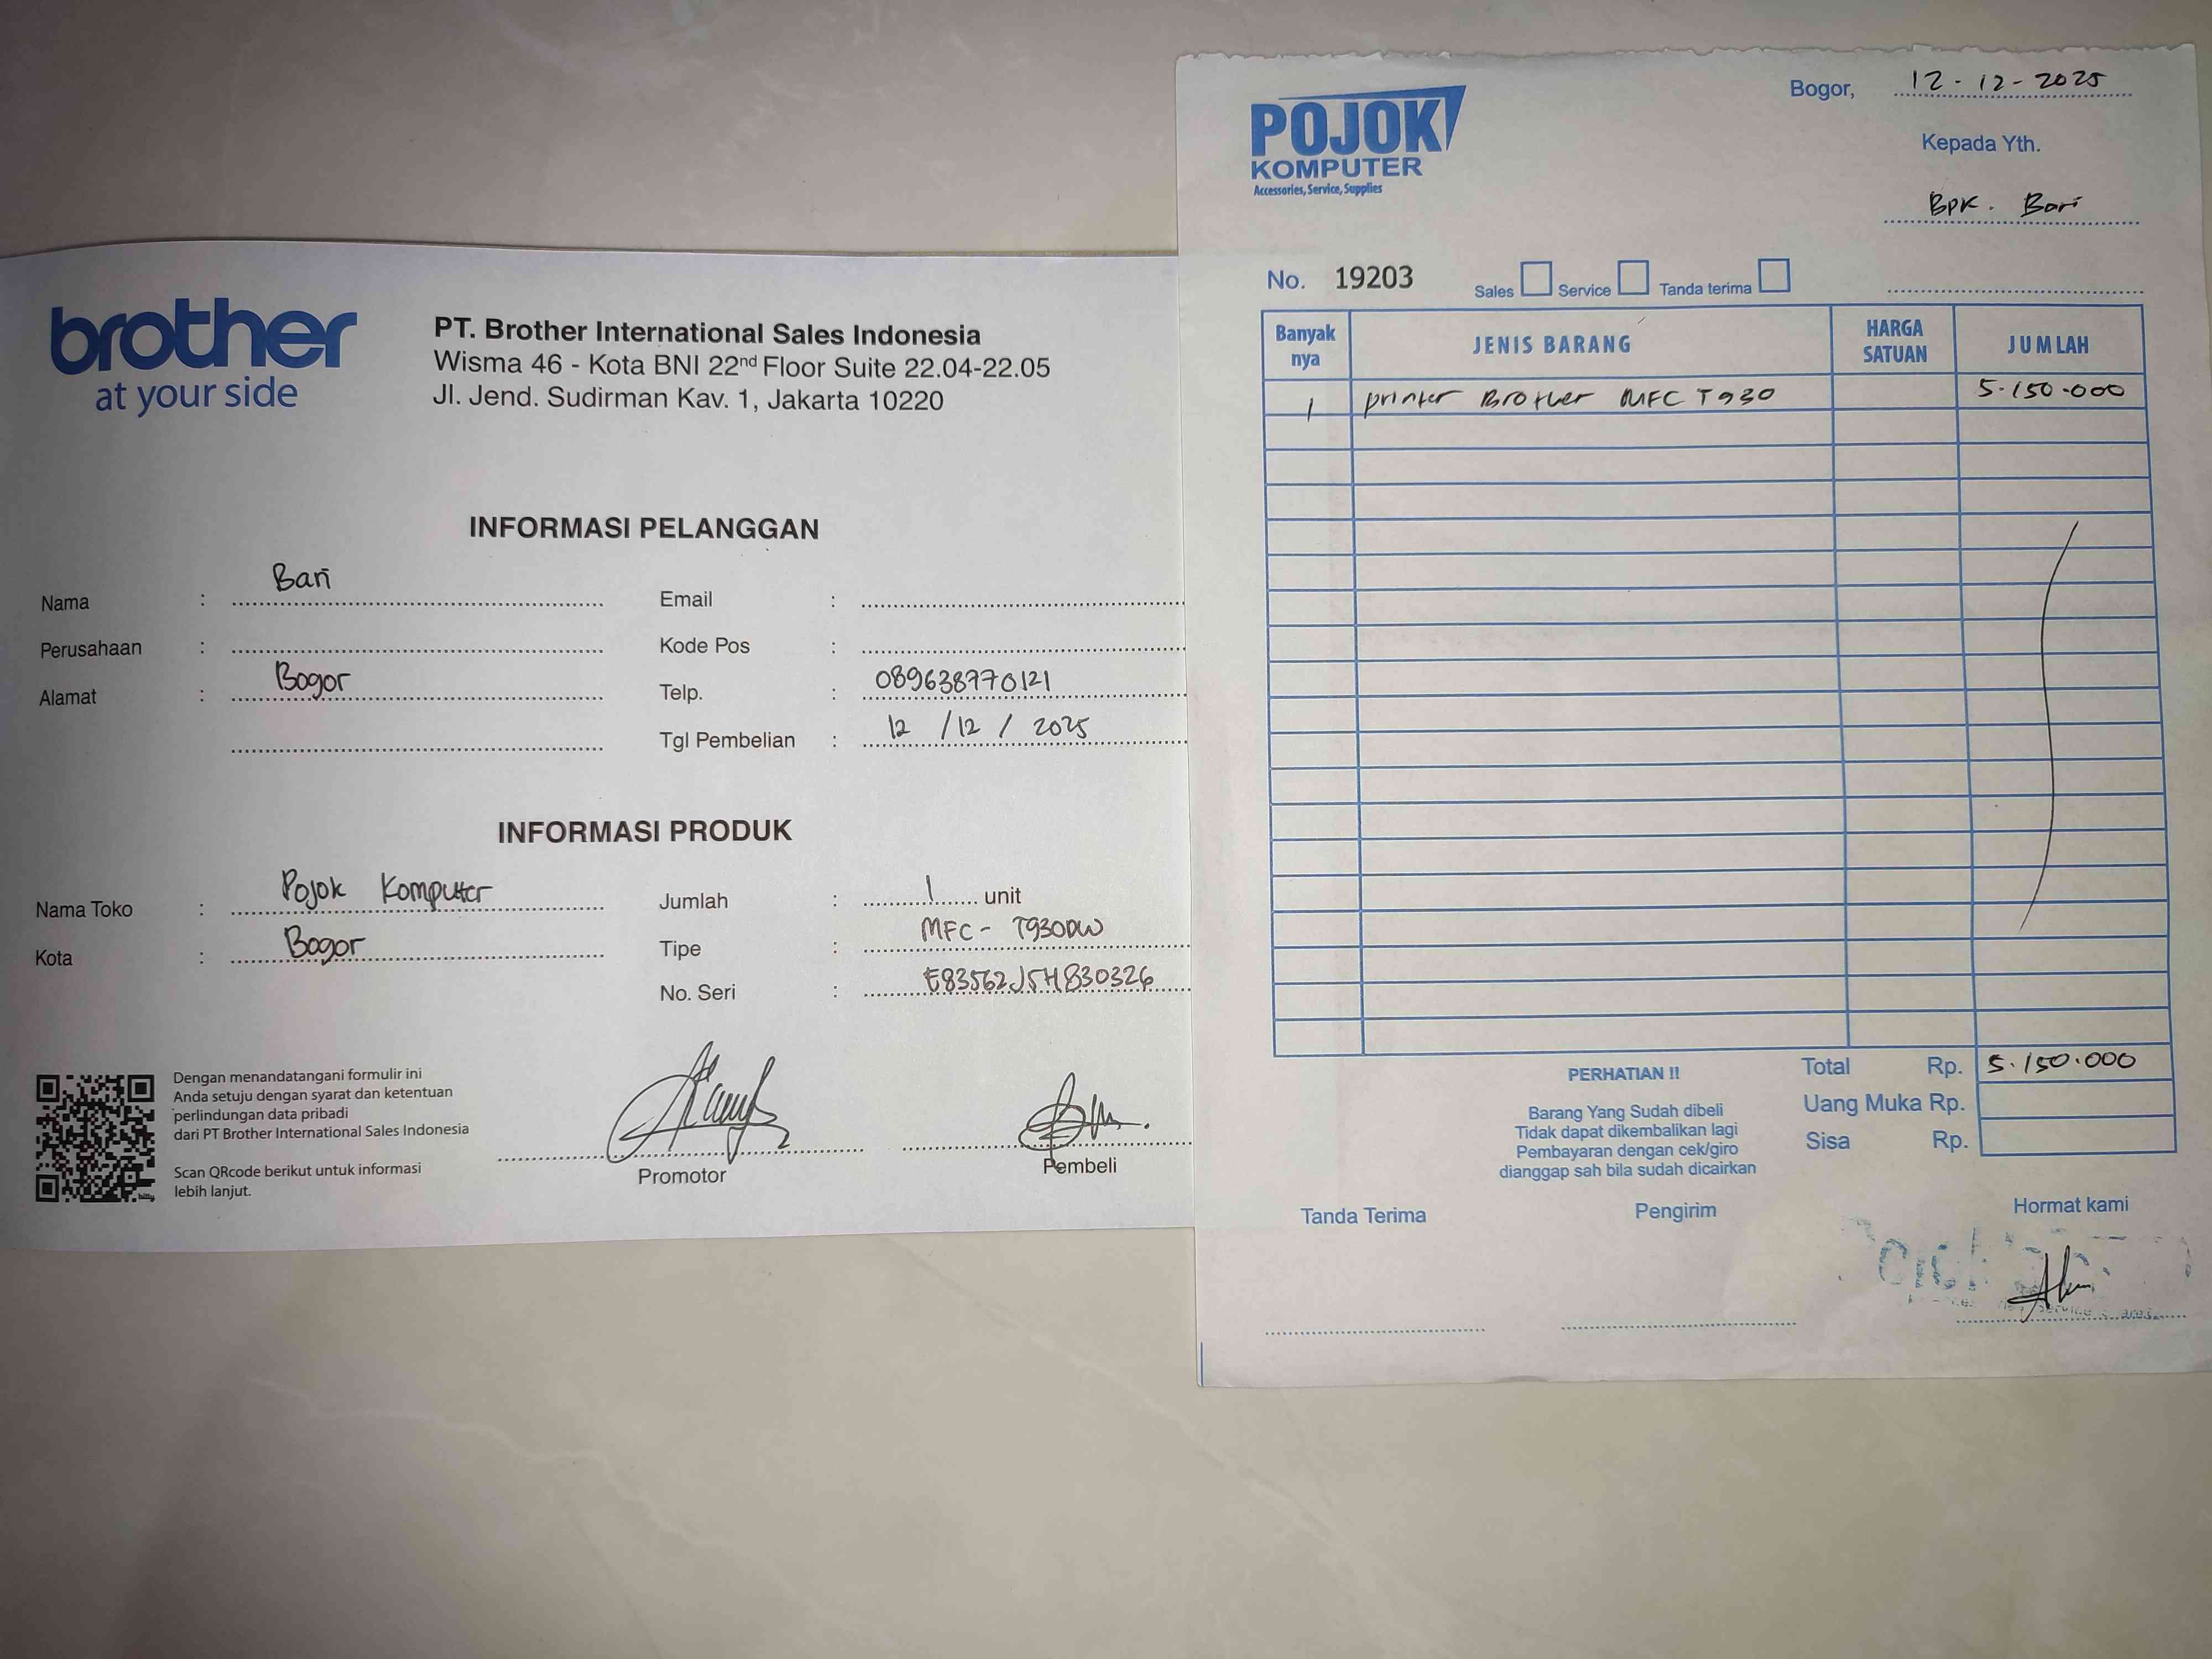 brother
at your side
PT. Brother International Sales Indonesia
Wisma 46 - Kota BNI 22nd Floor Suite 22.04-22.05
Jl. Jend. Sudirman Kav. 1, Jakarta 10220
INFORMASI PELANGGAN
Nama : Bari
Perusahaan :
Alamat : Bogor
Email :
Kode Pos :
Telp. : 089638770121
Tgl Pembelian : 12 / 12 / 2025
INFORMASI PRODUK
Nama Toko : Pojok Komputer
Kota : Bogor
Jumlah : 1 unit
Tipe : MFC - T930DW
No. Seri : E83562J5H830326
Dengan menandatangani formulir ini
Anda setuju dengan syarat dan ketentuan
perlindungan data pribadi
dari PT Brother International Sales Indonesia
Scan QRcode berikut untuk informasi
lebih lanjut.
Promotor
Pembeli
POJOK
KOMPUTER
Accessories, Service, Supplies
Bogor, 12-12-2025
Kepada Yth.
Bpk. Bari
No. 19203 Sales Service Tanda terima
Banyak nya JENIS BARANG HARGA SATUAN JUMLAH
1 printer Brother MFC T930 5.150.000
Total Rp. 5.150.000
Uang Muka Rp.
Sisa Rp.
PERHATIAN !!
Barang Yang Sudah dibeli
Tidak dapat dikembalikan lagi
Pembayaran dengan cek/giro
dianggap sah bila sudah dicairkan
Tanda Terima
Pengirim
Hormat kami